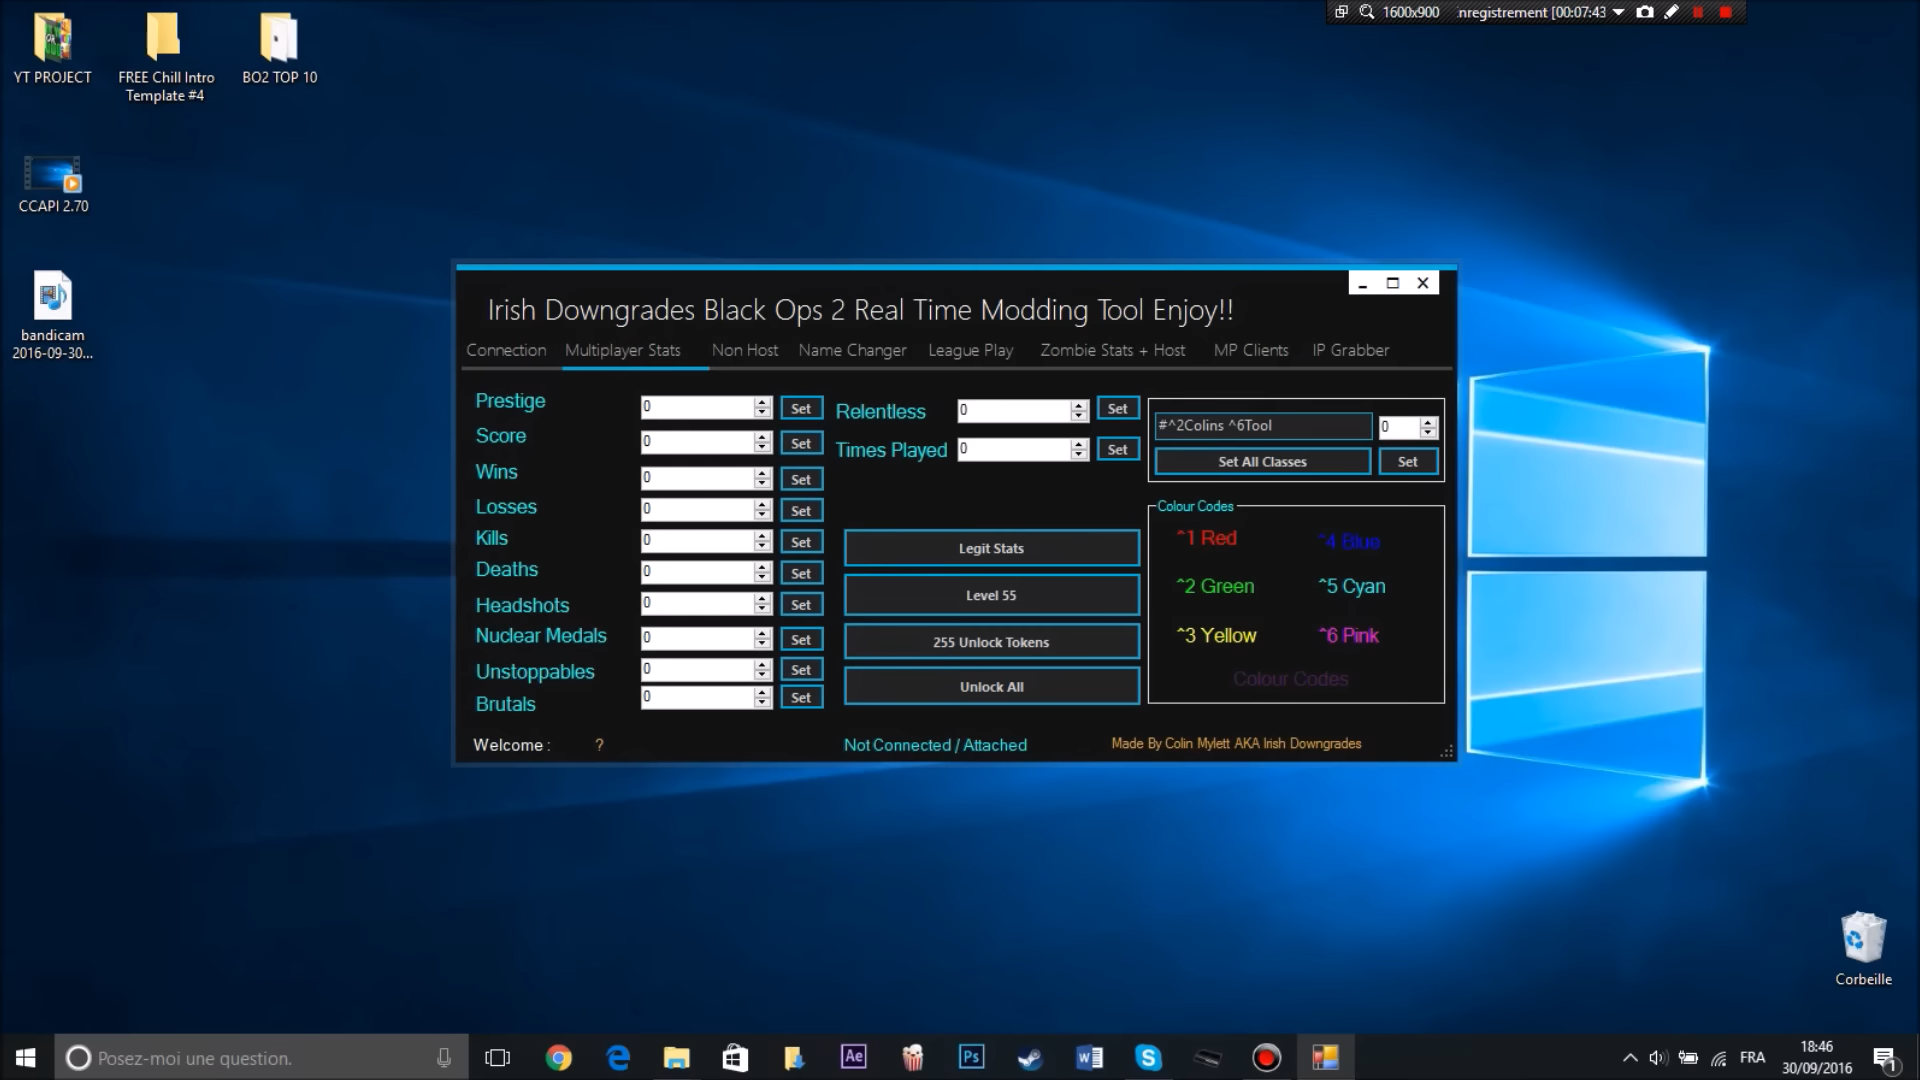 1600x900 nregistrement [00:07:43
YT PROJECT
FREE Chill Intro
Template #4
BO2 TOP 10
CCAPI 2.70
bandicam
2016-09-30...
Irish Downgrades Black Ops 2 Real Time Modding Tool Enjoy!!
Connection Multiplayer Stats Non Host Name Changer League Play Zombie Stats + Host MP Clients IP Grabber
Prestige 0 Set
Score 0 Set
Wins 0 Set
Losses 0 Set
Kills 0 Set
Deaths 0 Set
Headshots 0 Set
Nuclear Medals 0 Set
Unstoppables 0 Set
Brutals 0 Set
Relentless 0 Set
Times Played 0 Set
Legit Stats
Level 55
255 Unlock Tokens
Unlock All
#^2Colins ^6Tool 0
Set All Classes Set
Colour Codes
^1 Red ^4 Blue
^2 Green ^5 Cyan
^3 Yellow ^6 Pink
Colour Codes
Welcome : ? Not Connected / Attached Made By Colin Mylett AKA Irish Downgrades
Corbeille
Posez-moi une question.
Ae
Ps
FRA
18:46
30/09/2016
1